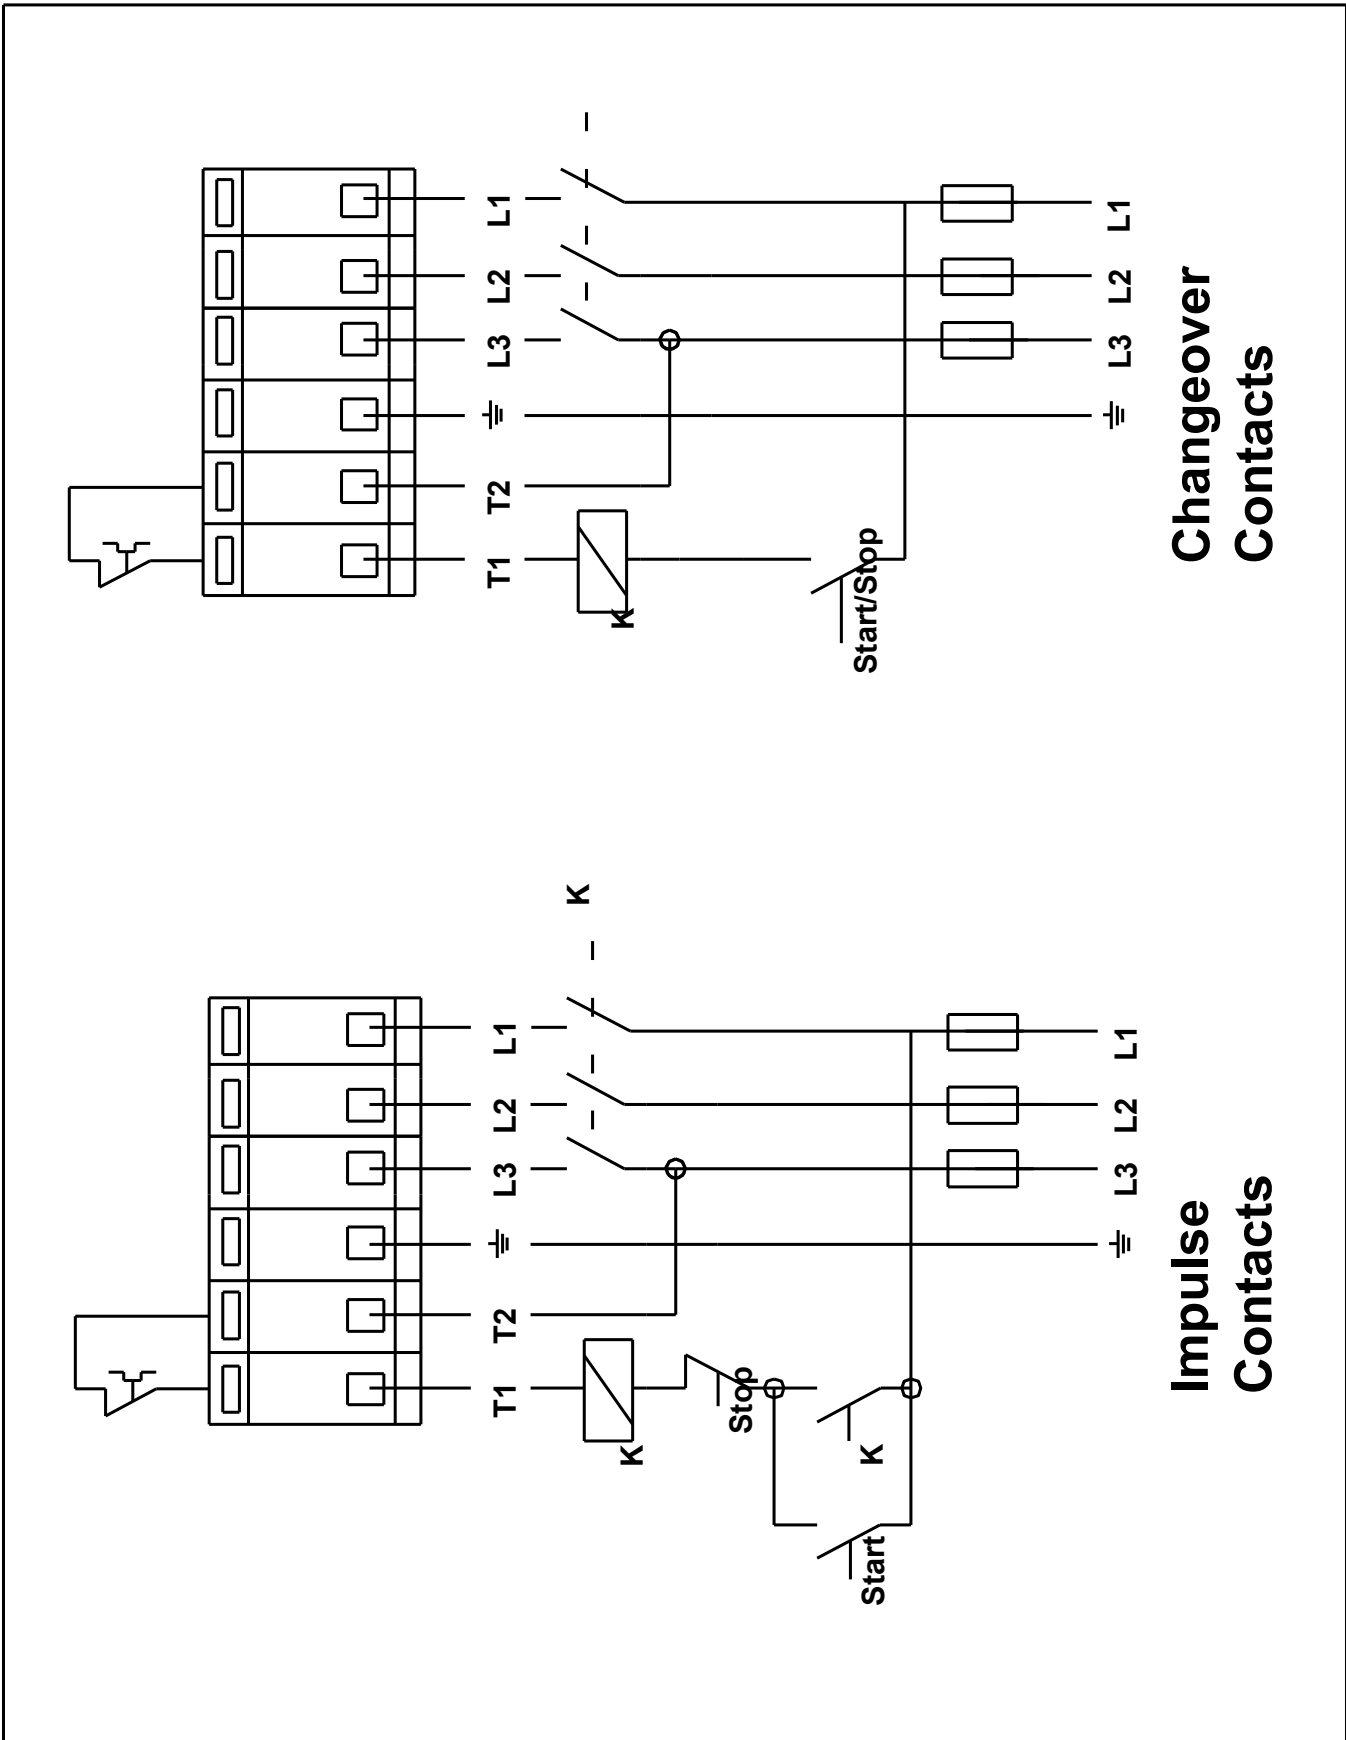 L1
L2
L3
T2
T1
K
Start/Stop
L1
L2
L3
Changeover
Contacts
K
L1
L2
L3
T2
T1
K
Stop
K
Start
L1
L2
L3
Impulse
Contacts